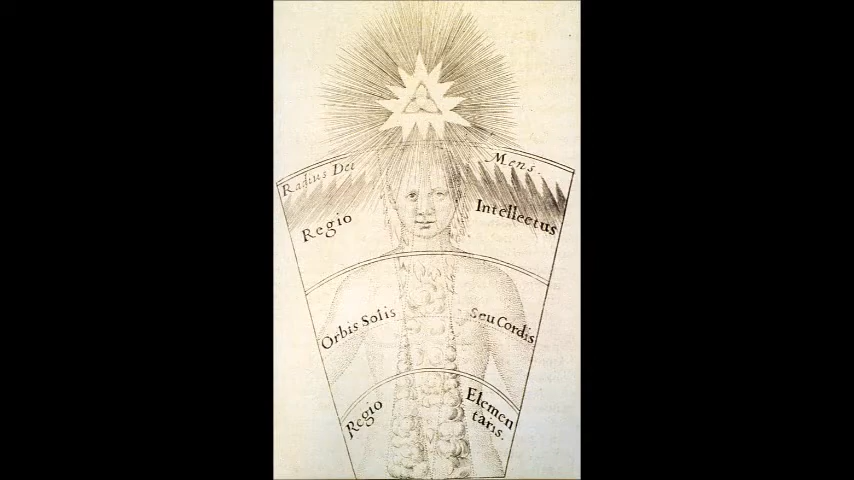 Radius Dei Mens.
Regio Intellectus
Orbis Solis Seu Cordis
Regio Elemen
taris.